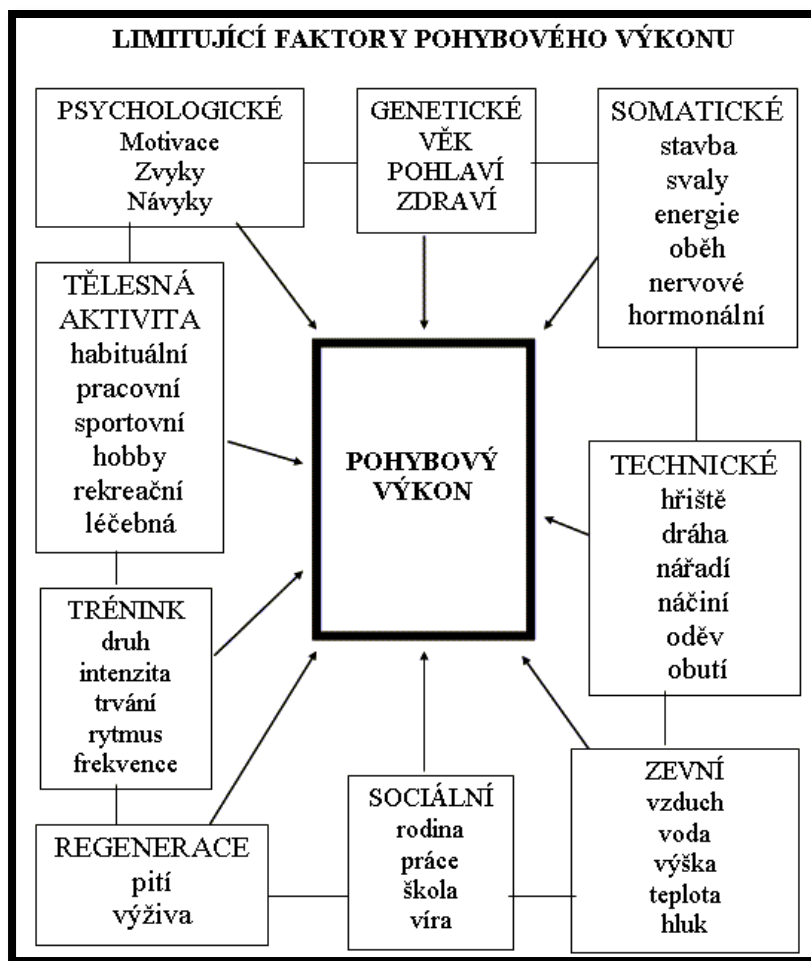 LIMITUJÍCÍ FAKTORY POHYBOVÉHO VÝKONU
PSYCHOLOGICKÉ
Motivace
Zvyky
Návyky
GENETICKÉ
VĚK
POHLAVÍ
ZDRAVÍ
SOMATICKÉ
stavba
svaly
energie
oběh
nervové
hormonální
TĚLESNÁ
AKTIVITA
habituální
pracovní
sportovní
hobby
rekreační
léčebná
POHYBOVÝ
VÝKON
TECHNICKÉ
hřiště
dráha
nářadí
náčiní
oděv
obutí
TRÉNINK
druh
intenzita
trvání
rytmus
frekvence
REGENERACE
pití
výživa
SOCIÁLNÍ
rodina
práce
škola
víra
ZEVNÍ
vzduch
voda
výška
teplota
hluk